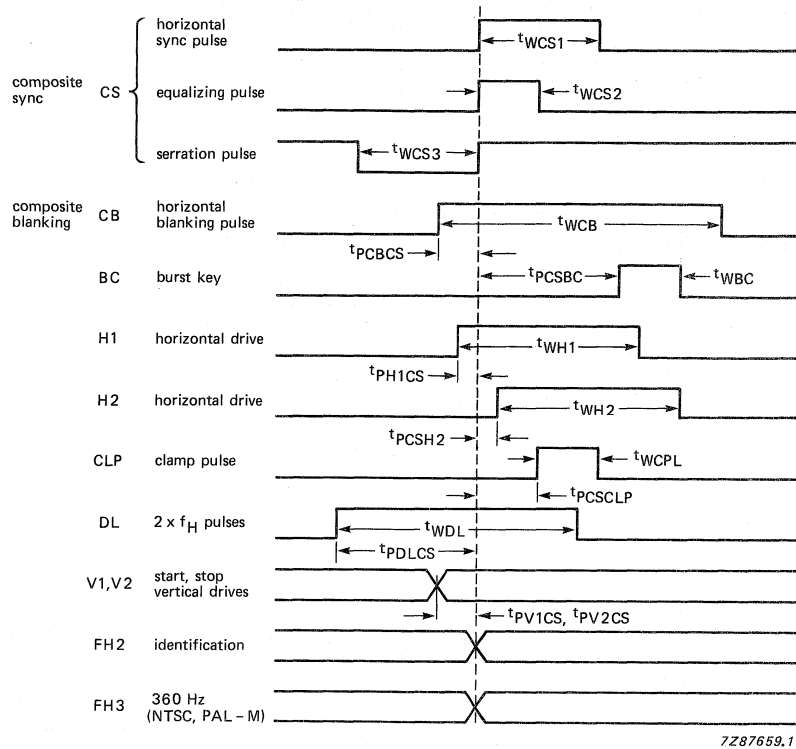 horizontal
sync pulse
tWCS1
composite
sync
CS
equalizing pulse
tWCS2
serration pulse
tWCS3
composite
blanking
CB
horizontal
blanking pulse
tWCB
tPCBCS
BC
burst key
tPCSBC
tWBC
H1
horizontal drive
tWH1
tPH1CS
H2
horizontal drive
tWH2
tPCSH2
CLP
clamp pulse
tWCPL
tPCSCLP
DL
2 x fH pulses
tWDL
tPDLCS
V1,V2
start, stop
vertical drives
tPV1CS, tPV2CS
FH2
identification
FH3
360 Hz
(NTSC, PAL – M)
7Z87659.1